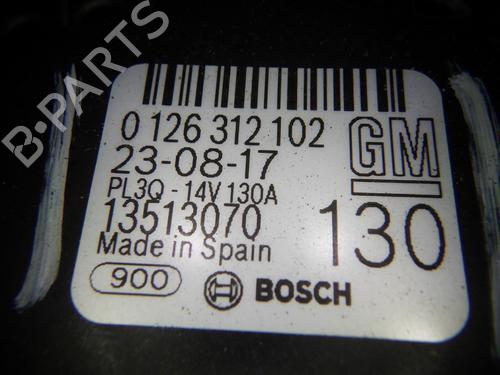 B-PARTS
0 126 312 102
23-08-17
GM
PL3Q - 14V 130A
13513070
130
Made in Spain
900
BOSCH